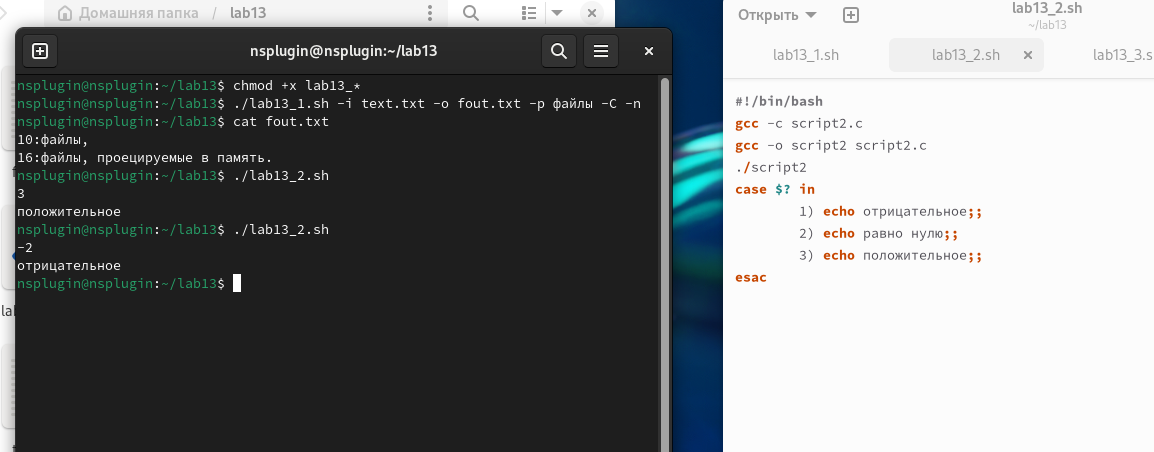 Домашняя папка / lab13
nsplugin@nsplugin:~/lab13
nsplugin@nsplugin:~/lab13$ chmod +x lab13_*
nsplugin@nsplugin:~/lab13$ ./lab13_1.sh -i text.txt -o fout.txt -p файлы -C -n
nsplugin@nsplugin:~/lab13$ cat fout.txt
10:файлы,
16:файлы, проецируемые в память.
nsplugin@nsplugin:~/lab13$ ./lab13_2.sh
3
положительное
nsplugin@nsplugin:~/lab13$ ./lab13_2.sh
-2
отрицательное
nsplugin@nsplugin:~/lab13$
lab
Открыть
lab13_2.sh
~/lab13
lab13_1.sh lab13_2.sh lab13_3.s
#!/bin/bash
gcc -c script2.c
gcc -o script2 script2.c
./script2
case $? in
1) echo отрицательное;;
2) echo равно нулю;;
3) echo положительное;;
esac